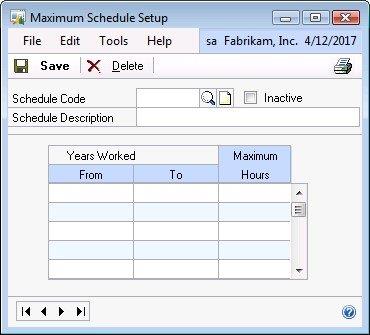 Maximum Schedule Setup
File Edit Tools Help sa Fabrikam, Inc. 4/12/2017
Save Delete
Schedule Code Inactive
Schedule Description
Years Worked Maximum
From To Hours